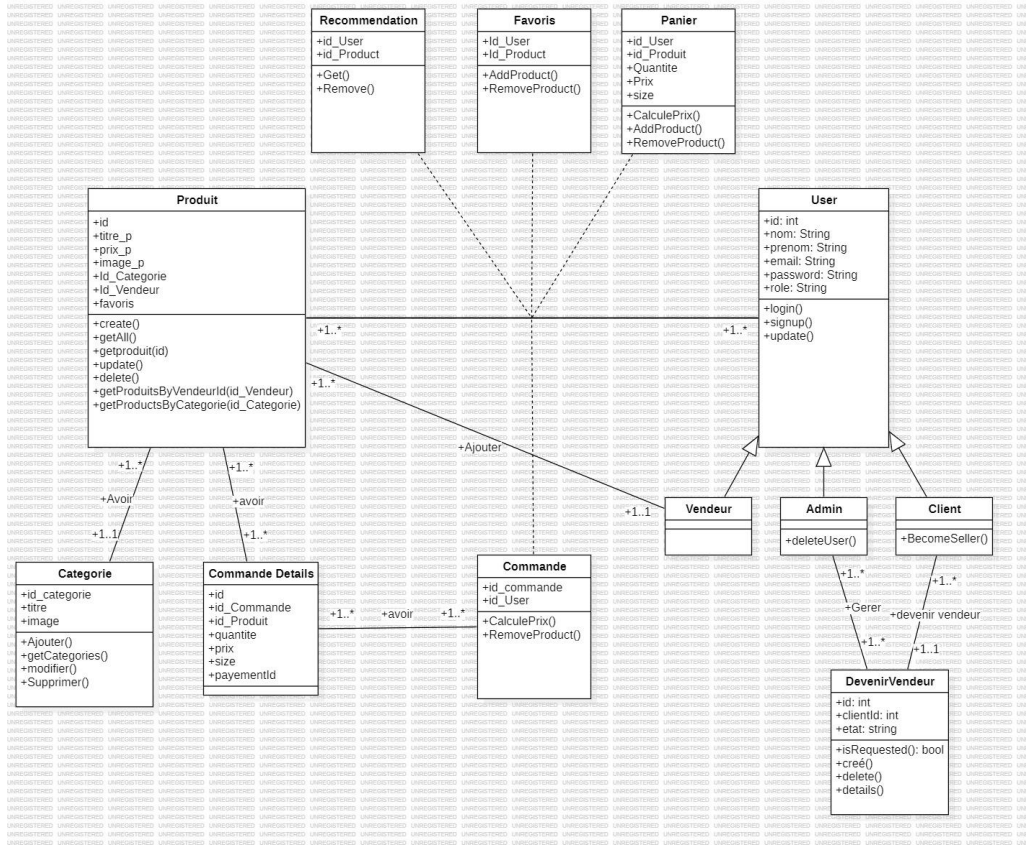 Recommendation
+id_User
+id_Product
+Get()
+Remove()
Favoris
+Id_User
+Id_Product
+AddProduct()
+RemoveProduct()
Panier
+id_User
+id_Produit
+Quantite
+Prix
+size
+CalculePrix()
+AddProduct()
+RemoveProduct()
Produit
+id
+titre_p
+prix_p
+image_p
+Id_Categorie
+Id_Vendeur
+favoris
+create()
+getAll()
+getproduit(id)
+update()
+delete()
+getProduitsByVendeurId(id_Vendeur)
+getProductsByCategorie(id_Categorie)
User
+id: int
+nom: String
+prenom: String
+email: String
+password: String
+role: String
+login()
+signup()
+update()
+1..*
+1..*
+1..*
+Ajouter
+1..1
+1..*
+Avoir
+1..1
+1..*
+avoir
+1..*
Vendeur
Admin
+deleteUser()
Client
+BecomeSeller()
Categorie
+id_categorie
+titre
+image
+Ajouter()
+getCategories()
+modifier()
+Supprimer()
Commande Details
+id
+id_Commande
+id_Produit
+quantite
+prix
+size
+payementId
+1..*
+avoir
+1..*
Commande
+id_commande
+id_User
+CalculePrix()
+RemoveProduct()
+1..*
+Gerer
+1..*
+1..*
+devenir vendeur
+1..1
DevenirVendeur
+id: int
+clientId: int
+etat: string
+isRequested(): bool
+creé()
+delete()
+details()
UNREGISTERED